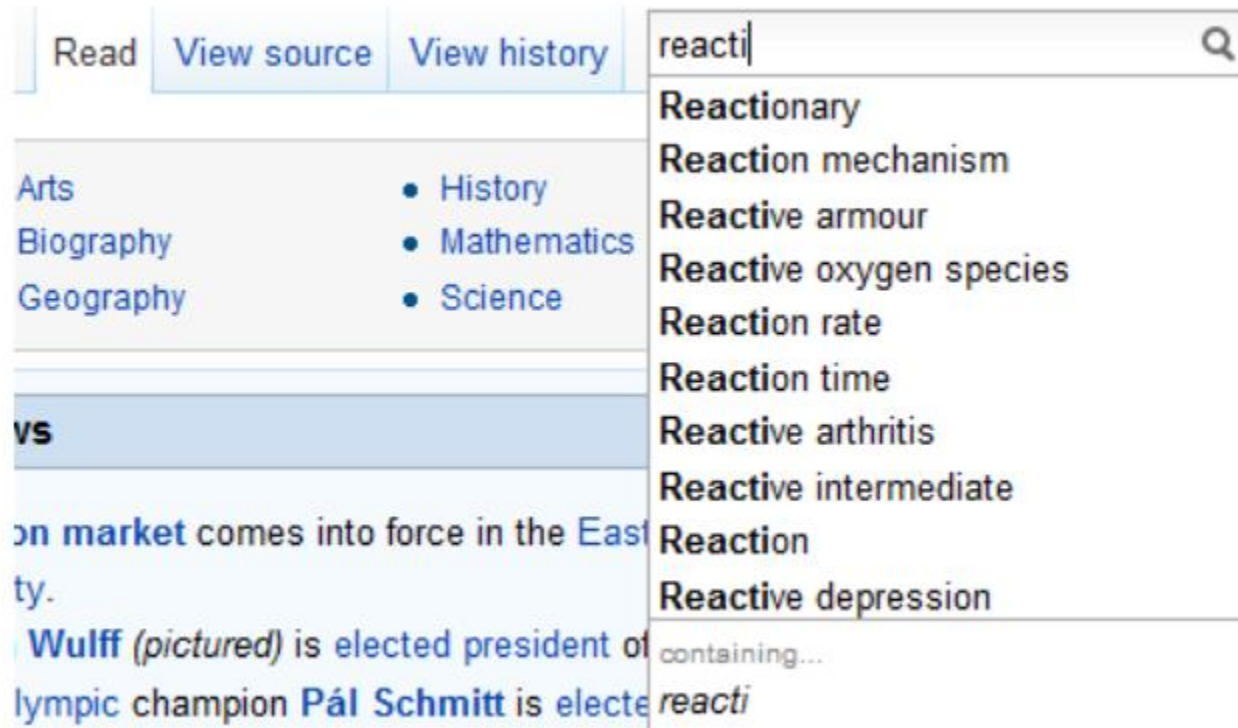 Read View source View history
reacti
Reactionary
Reaction mechanism
Reactive armour
Reactive oxygen species
Reaction rate
Reaction time
Reactive arthritis
Reactive intermediate
Reaction
Reactive depression
containing...
reacti
Arts
Biography
Geography
History
Mathematics
Science
ws
on market comes into force in the East
ty.
Wulff (pictured) is elected president of
lympic champion Pál Schmitt is electe